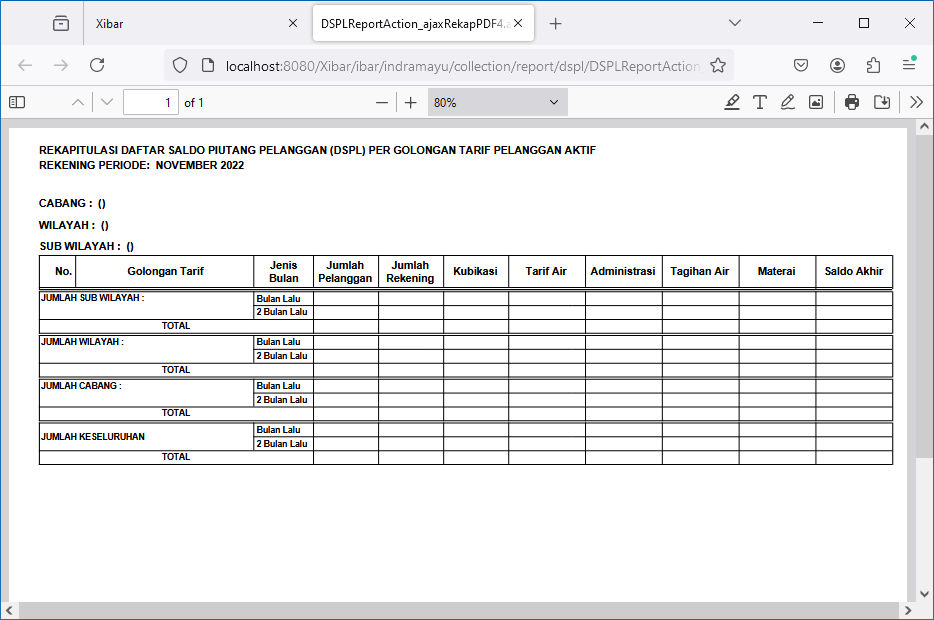 Xibar
DSPLReportAction_ajaxRekapPDF4.a
localhost:8080/Xibar/ibar/indramayu/collection/report/dspl/DSPLReportAction_
1 of 1 80%
REKAPITULASI DAFTAR SALDO PIUTANG PELANGGAN (DSPL) PER GOLONGAN TARIF PELANGGAN AKTIF
REKENING PERIODE: NOVEMBER 2022
CABANG : ()
WILAYAH : ()
SUB WILAYAH : ()
No. Golongan Tarif Jenis Bulan Jumlah Pelanggan Jumlah Rekening Kubikasi Tarif Air Administrasi Tagihan Air Materai Saldo Akhir
JUMLAH SUB WILAYAH : Bulan Lalu
2 Bulan Lalu
TOTAL
JUMLAH WILAYAH : Bulan Lalu
2 Bulan Lalu
TOTAL
JUMLAH CABANG : Bulan Lalu
2 Bulan Lalu
TOTAL
JUMLAH KESELURUHAN Bulan Lalu
2 Bulan Lalu
TOTAL